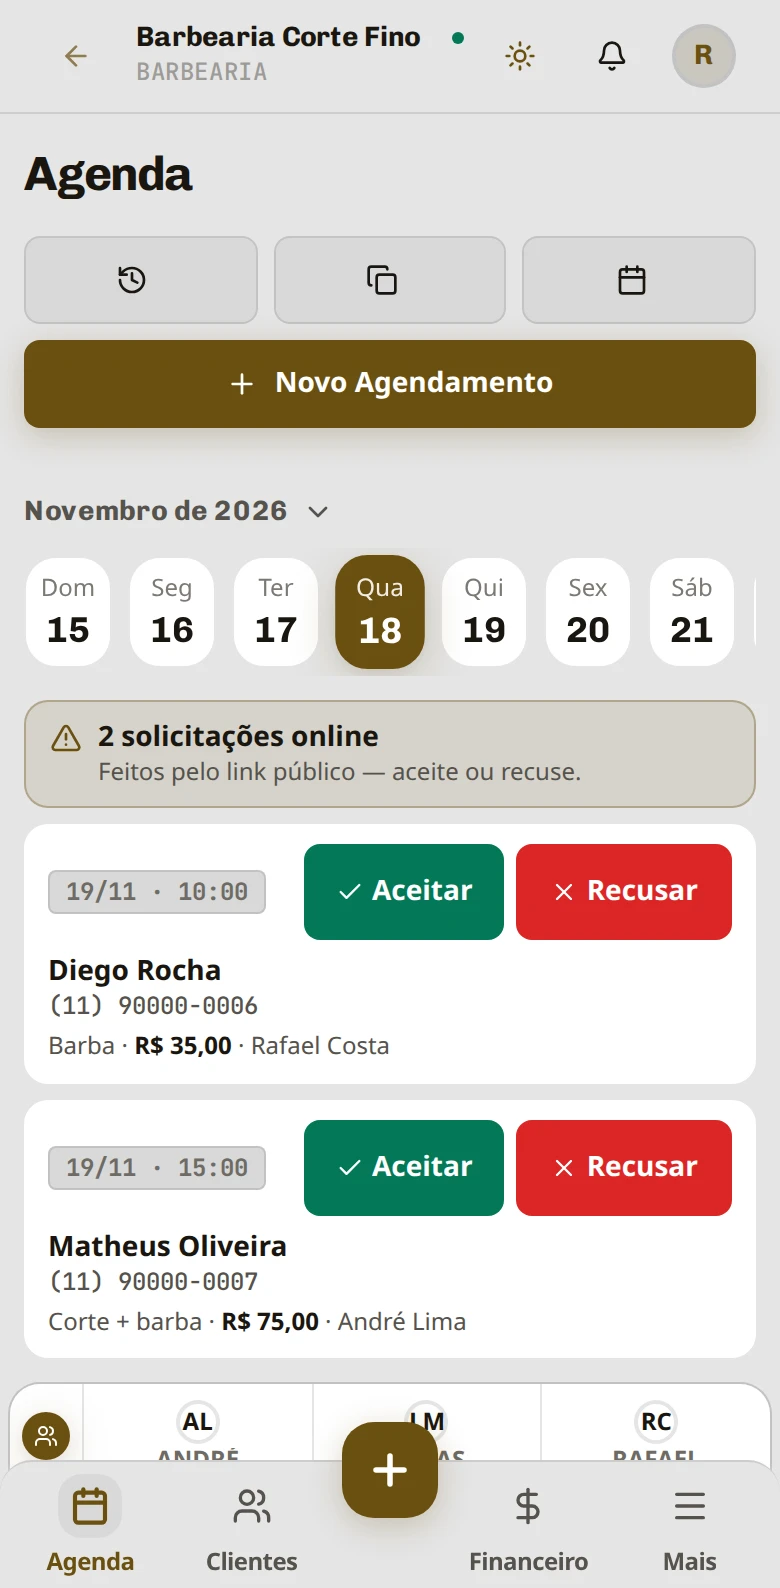 Barbearia Corte Fino
BARBEARIA
R
Agenda
Novo Agendamento
Novembro de 2026
Dom Seg Ter Qua Qui Sex Sáb
15 16 17 18 19 20 21
2 solicitações online
Feitos pelo link público — aceite ou recuse.
19/11 · 10:00 Aceitar Recusar
Diego Rocha
(11) 90000-0006
Barba · R$ 35,00 · Rafael Costa
19/11 · 15:00 Aceitar Recusar
Matheus Oliveira
(11) 90000-0007
Corte + barba · R$ 75,00 · André Lima
AL LM RC
ANDRÉ RAFAEL
Agenda Clientes Financeiro Mais